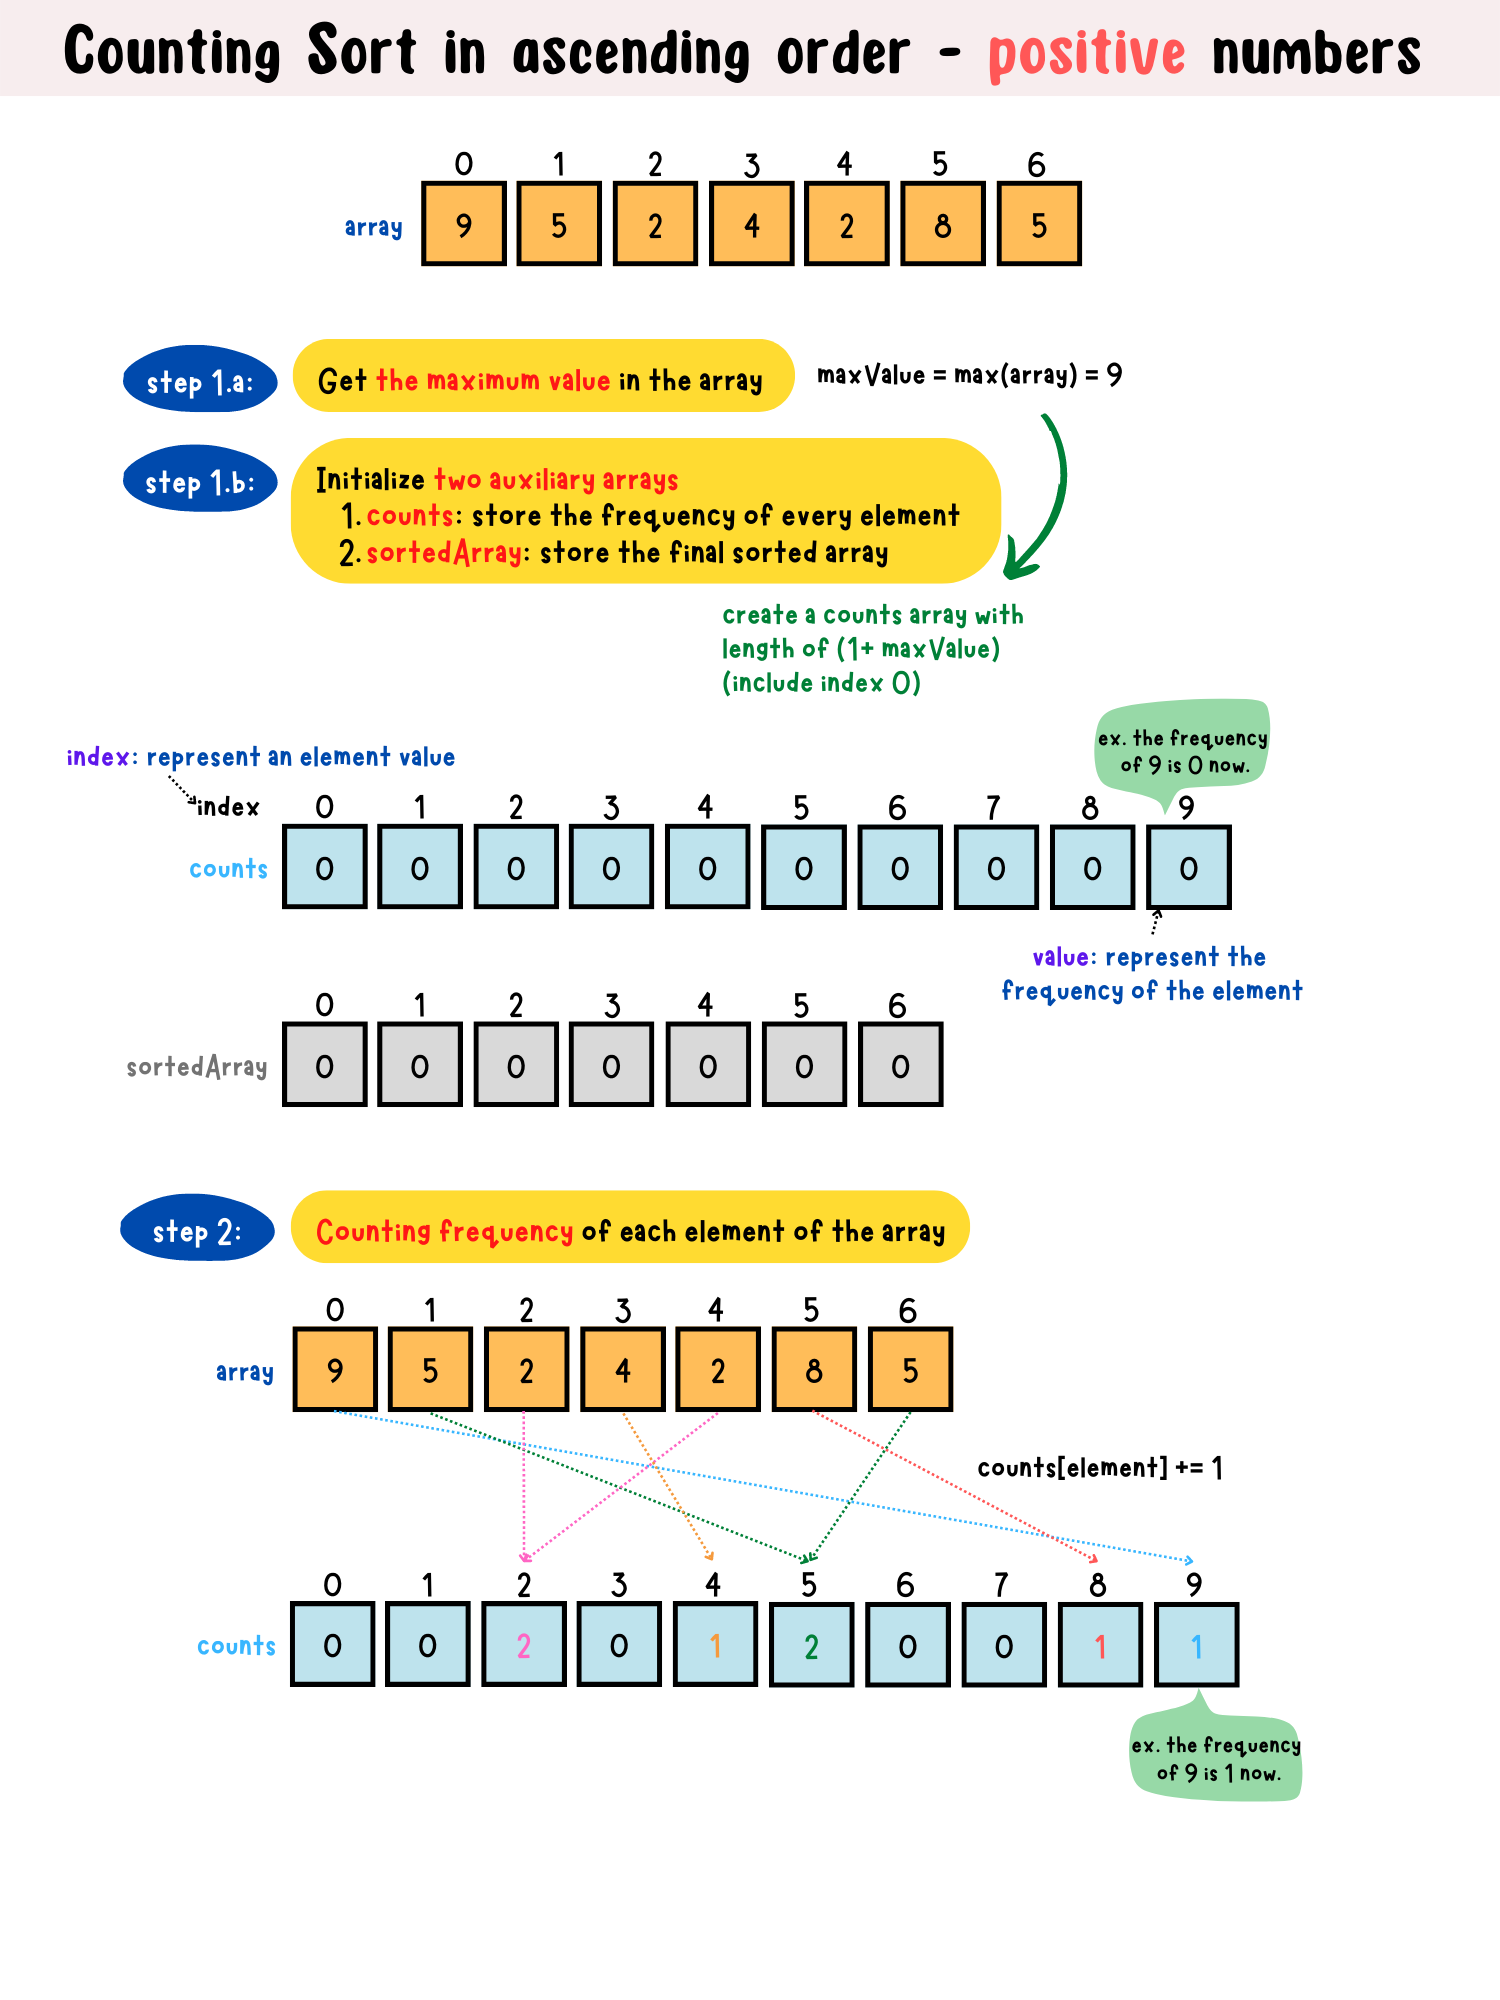 Counting Sort in ascending order - positive numbers
0 1 2 3 4 5 6
array 9 5 2 4 2 8 5
step 1.a: Get the maximum value in the array maxValue = max(array) = 9
step 1.b: Initialize two auxiliary arrays
1. counts: store the frequency of every element
2. sortedArray: store the final sorted array
create a counts array with
length of (1+ maxValue)
(include index 0)
ex. the frequency
of 9 is 0 now.
index: represent an element value
index 0 1 2 3 4 5 6 7 8 9
counts 0 0 0 0 0 0 0 0 0 0
value: represent the
frequency of the element
0 1 2 3 4 5 6
sortedArray 0 0 0 0 0 0 0
step 2: Counting frequency of each element of the array
0 1 2 3 4 5 6
array 9 5 2 4 2 8 5
counts[element] += 1
0 1 2 3 4 5 6 7 8 9
counts 0 0 2 0 1 2 0 0 1 1
ex. the frequency
of 9 is 1 now.